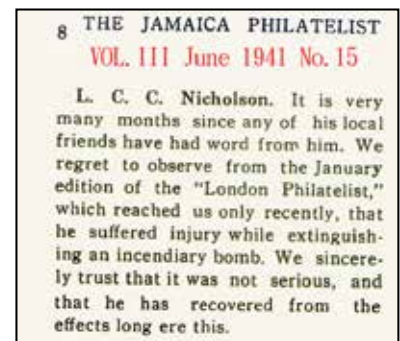 8 THE JAMAICA PHILATELIST
VOL. III June 1941 No. 15
L. C. C. Nicholson. It is very
many months since any of his local
friends have had word from him. We
regret to observe from the January
edition of the "London Philatelist,"
which reached us only recently, that
he suffered injury while extinguish-
ing an incendiary bomb. We sincere-
ly trust that it was not serious, and
that he has recovered from the
effects long ere this.